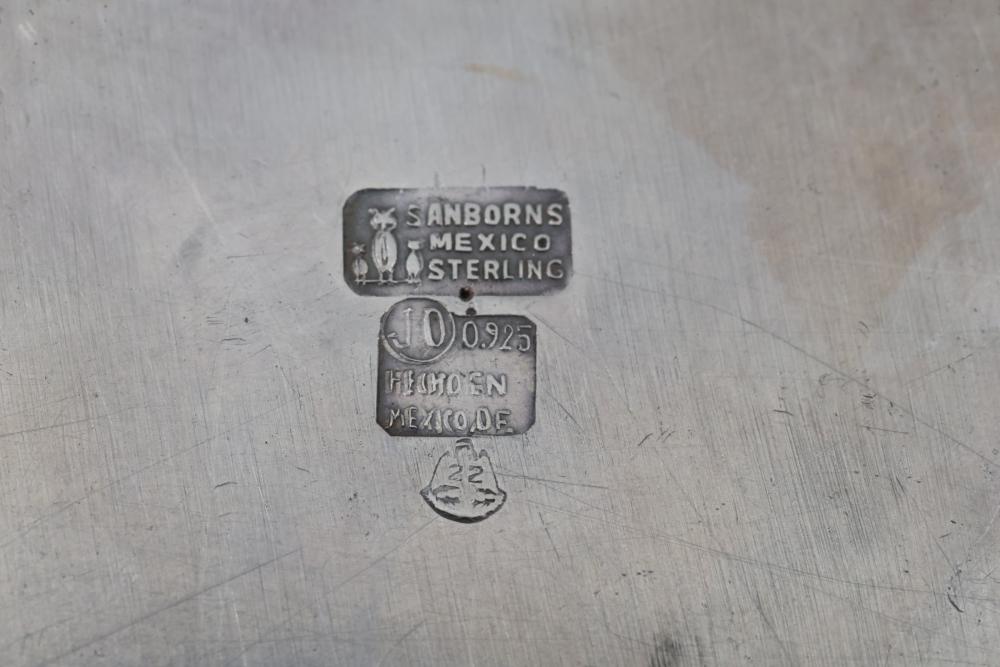 SANBORNS
MEXICO
STERLING
JO 0.925
HECHO EN
MEXICO, D.F.
22